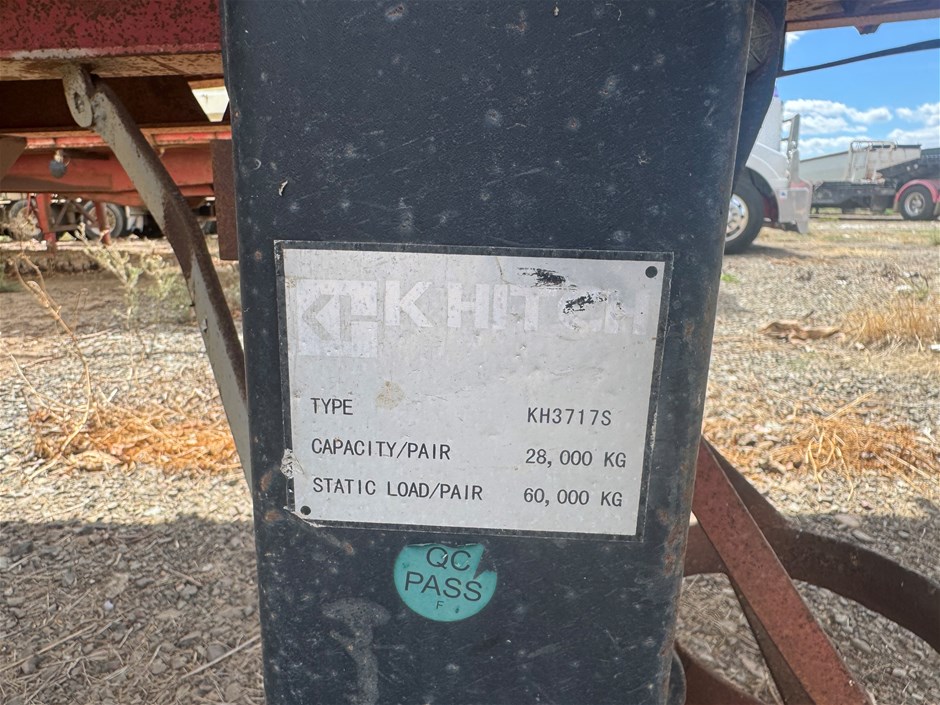 KH K HITCH
TYPE KH3717S
CAPACITY/PAIR 28,000 KG
STATIC LOAD/PAIR 60,000 KG
QC
PASS
F